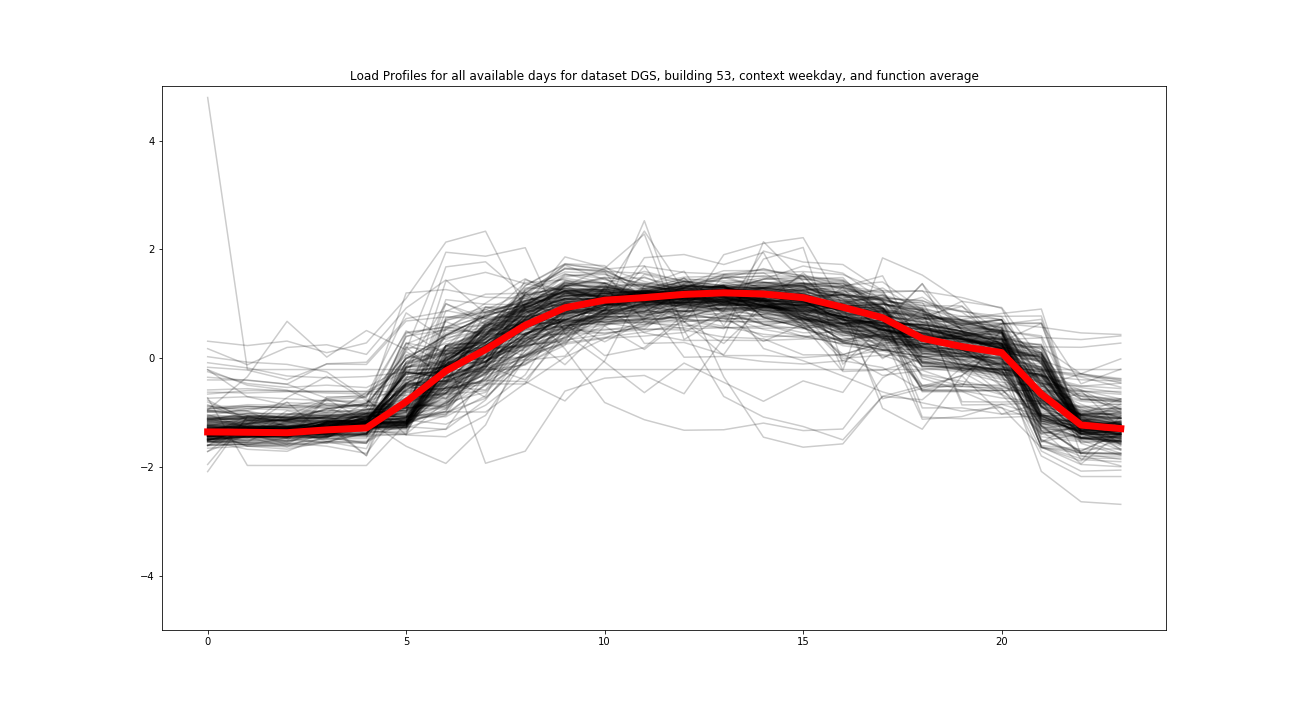 Load Profiles for all available days for dataset DGS, building 53, context weekday, and function average
4
2
0
−2
−4
0 5 10 15 20